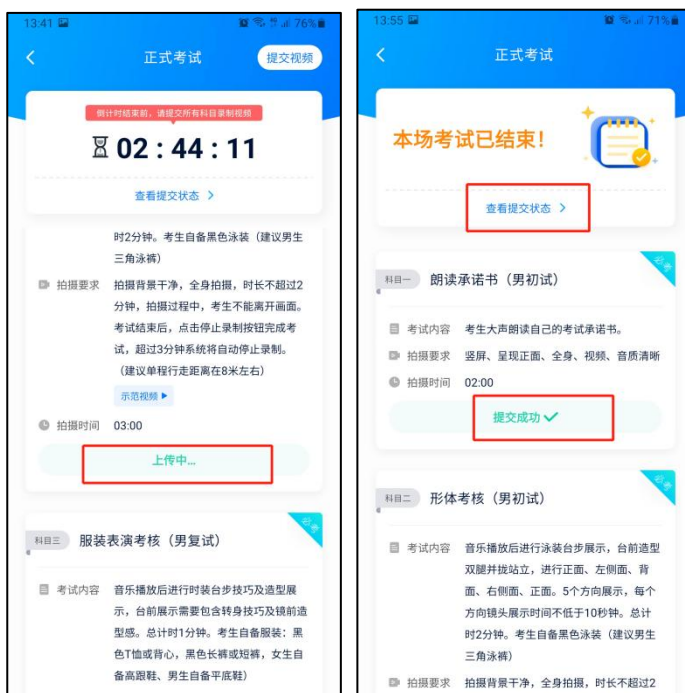 13:41
76%
正式考试
提交视频
倒计时结束前，请提交所有科目录制视频
02 : 44 : 11
查看提交状态 >
时2分钟。考生自备黑色泳装（建议男生
三角泳裤）
拍摄要求 拍摄背景干净，全身拍摄，时长不超过2
分钟，拍摄过程中，考生不能离开画面。
考试结束后，点击停止录制按钮完成考
试，超过3分钟系统将自动停止录制。
（建议单程行走距离在8米左右）
示范视频
拍摄时间 03:00
上传中...
必考
科目三 服装表演考核（男复试）
考试内容 音乐播放后进行时装台步技巧及造型展
示，台前展示需要包含转身技巧及镜前造
型感。总计时1分钟。考生自备服装：黑
色T恤或背心，黑色长裤或短裤，女生自
备高跟鞋、男生自备平底鞋）
13:55
71%
正式考试
本场考试已结束！
查看提交状态 >
必考
科目一 朗读承诺书（男初试）
考试内容 考生大声朗读自己的考试承诺书。
拍摄要求 竖屏、呈现正面、全身、视频、音质清晰
拍摄时间 02:00
提交成功
必考
科目二 形体考核（男初试）
考试内容 音乐播放后进行泳装台步展示，台前造型
双腿并拢站立，进行正面、左侧面、背
面、右侧面、正面。5个方向展示，每个
方向镜头展示时间不低于10秒钟。总计
时2分钟。考生自备黑色泳装（建议男生
三角泳裤）
拍摄要求 拍摄背景干净，全身拍摄，时长不超过2